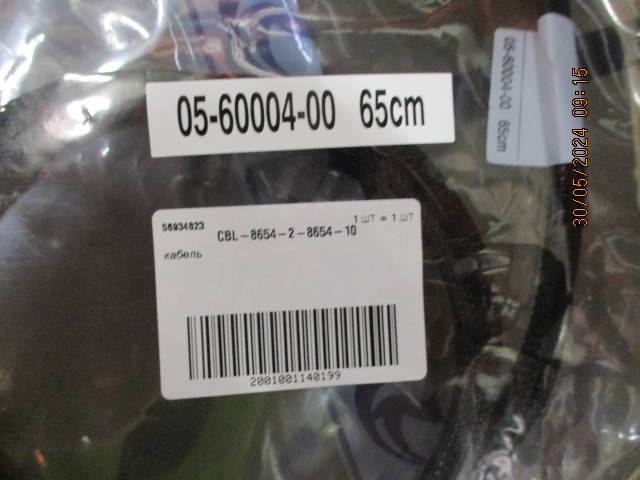 05-60004-00 65cm
05-60004-00 65cm
30/05/2024 09:15
56934823
1 ШТ = 1 ШТ
CBL-8654-2-8654-10
кабель
2001001140199